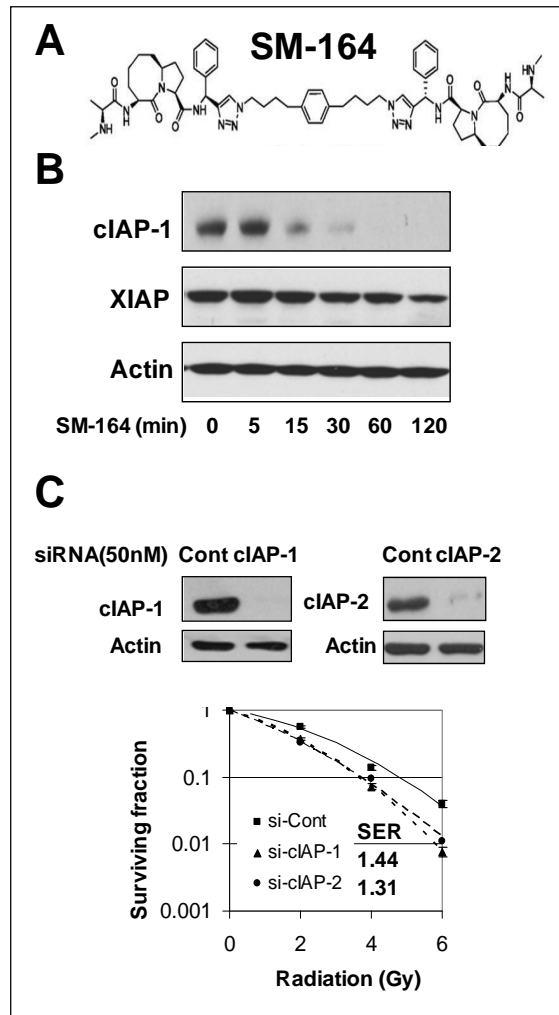 A SM-164
B
cIAP-1
XIAP
Actin
SM-164 (min) 0 5 15 30 60 120
C
siRNA(50nM) Cont cIAP-1 Cont cIAP-2
cIAP-1 cIAP-2
Actin Actin
1
0.1
0.01
0.001
Surviving fraction
SER
si-Cont
si-cIAP-1 1.44
si-cIAP-2 1.31
0 2 4 6
Radiation (Gy)